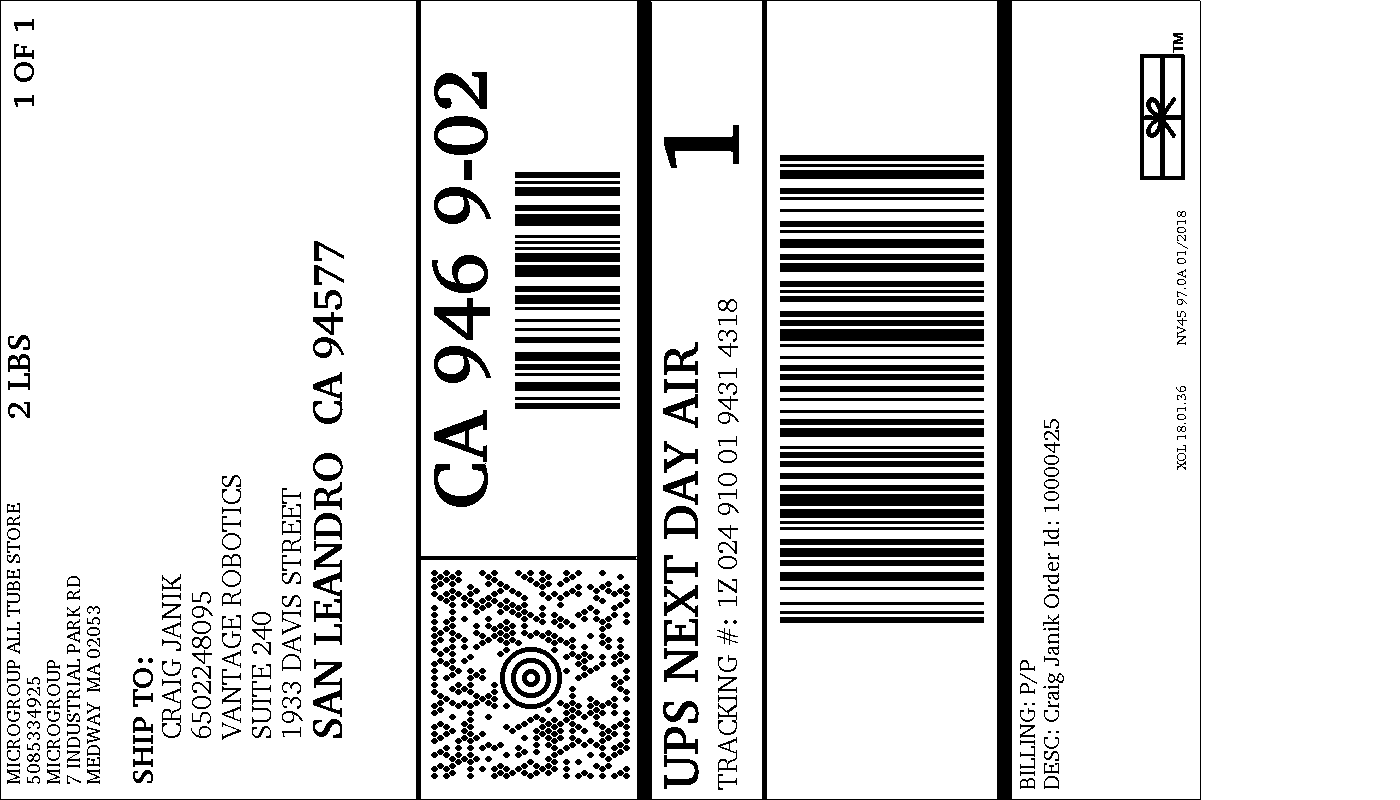 MICROGROUP ALL TUBE STORE
5085334925
MICROGROUP
7 INDUSTRIAL PARK RD
MEDWAY MA 02053
2 LBS
1 OF 1
SHIP TO:
CRAIG JANIK
6502248095
VANTAGE ROBOTICS
SUITE 240
1933 DAVIS STREET
SAN LEANDRO CA 94577
CA 946 9-02
UPS NEXT DAY AIR
1
TRACKING #: 1Z 024 910 01 9431 4318
BILLING: P/P
DESC: Craig Janik Order Id: 10000425
XOL 18.01.36 NV45 97.0A 01/2018
TM